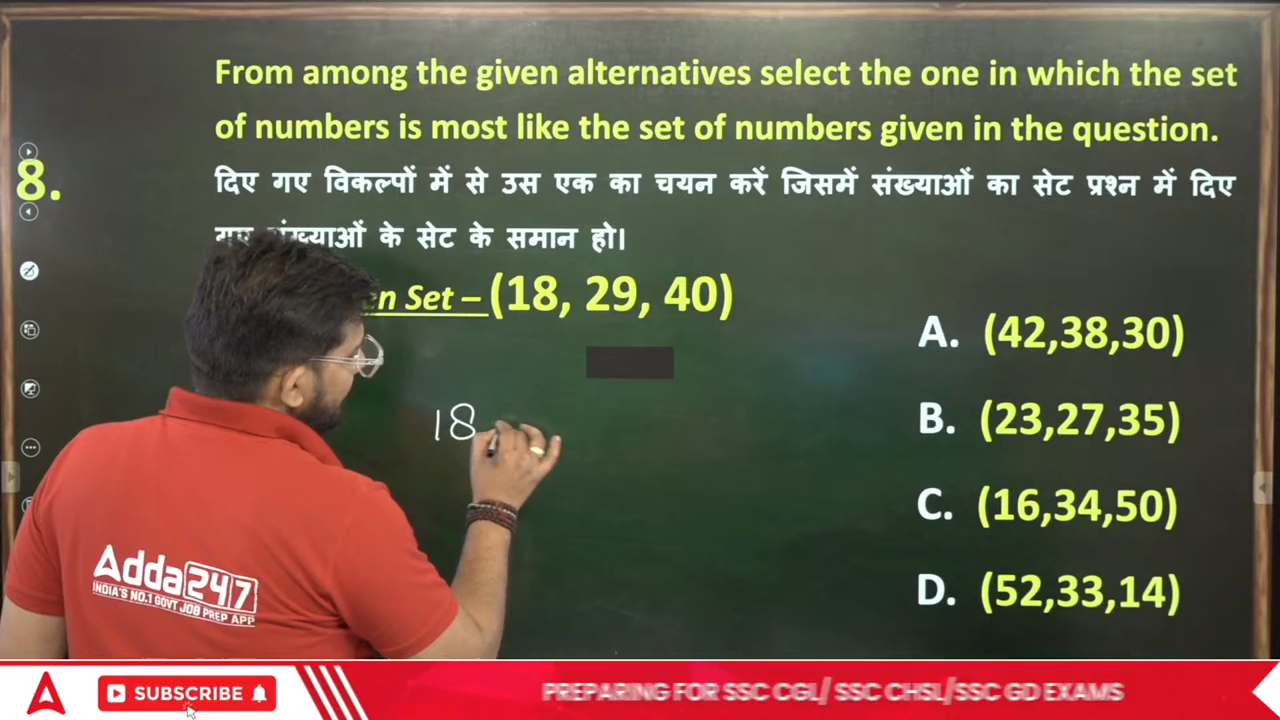 From among the given alternatives select the one in which the set
of numbers is most like the set of numbers given in the question.
8.
दिए गए विकल्पों में से उस एक का चयन करें जिसमें संख्याओं का सेट प्रश्न में दिए
के सेट के समान हो।
Set – (18, 29, 40)
A. (42,38,30)
B. (23,27,35)
C. (16,34,50)
D. (52,33,14)
18
Adda247
INDIA'S NO.1 GOVT JOB PREP APP
SUBSCRIBE
PREPARING FOR SSC CGL/ SSC CHSL/SSC GD EXAMS